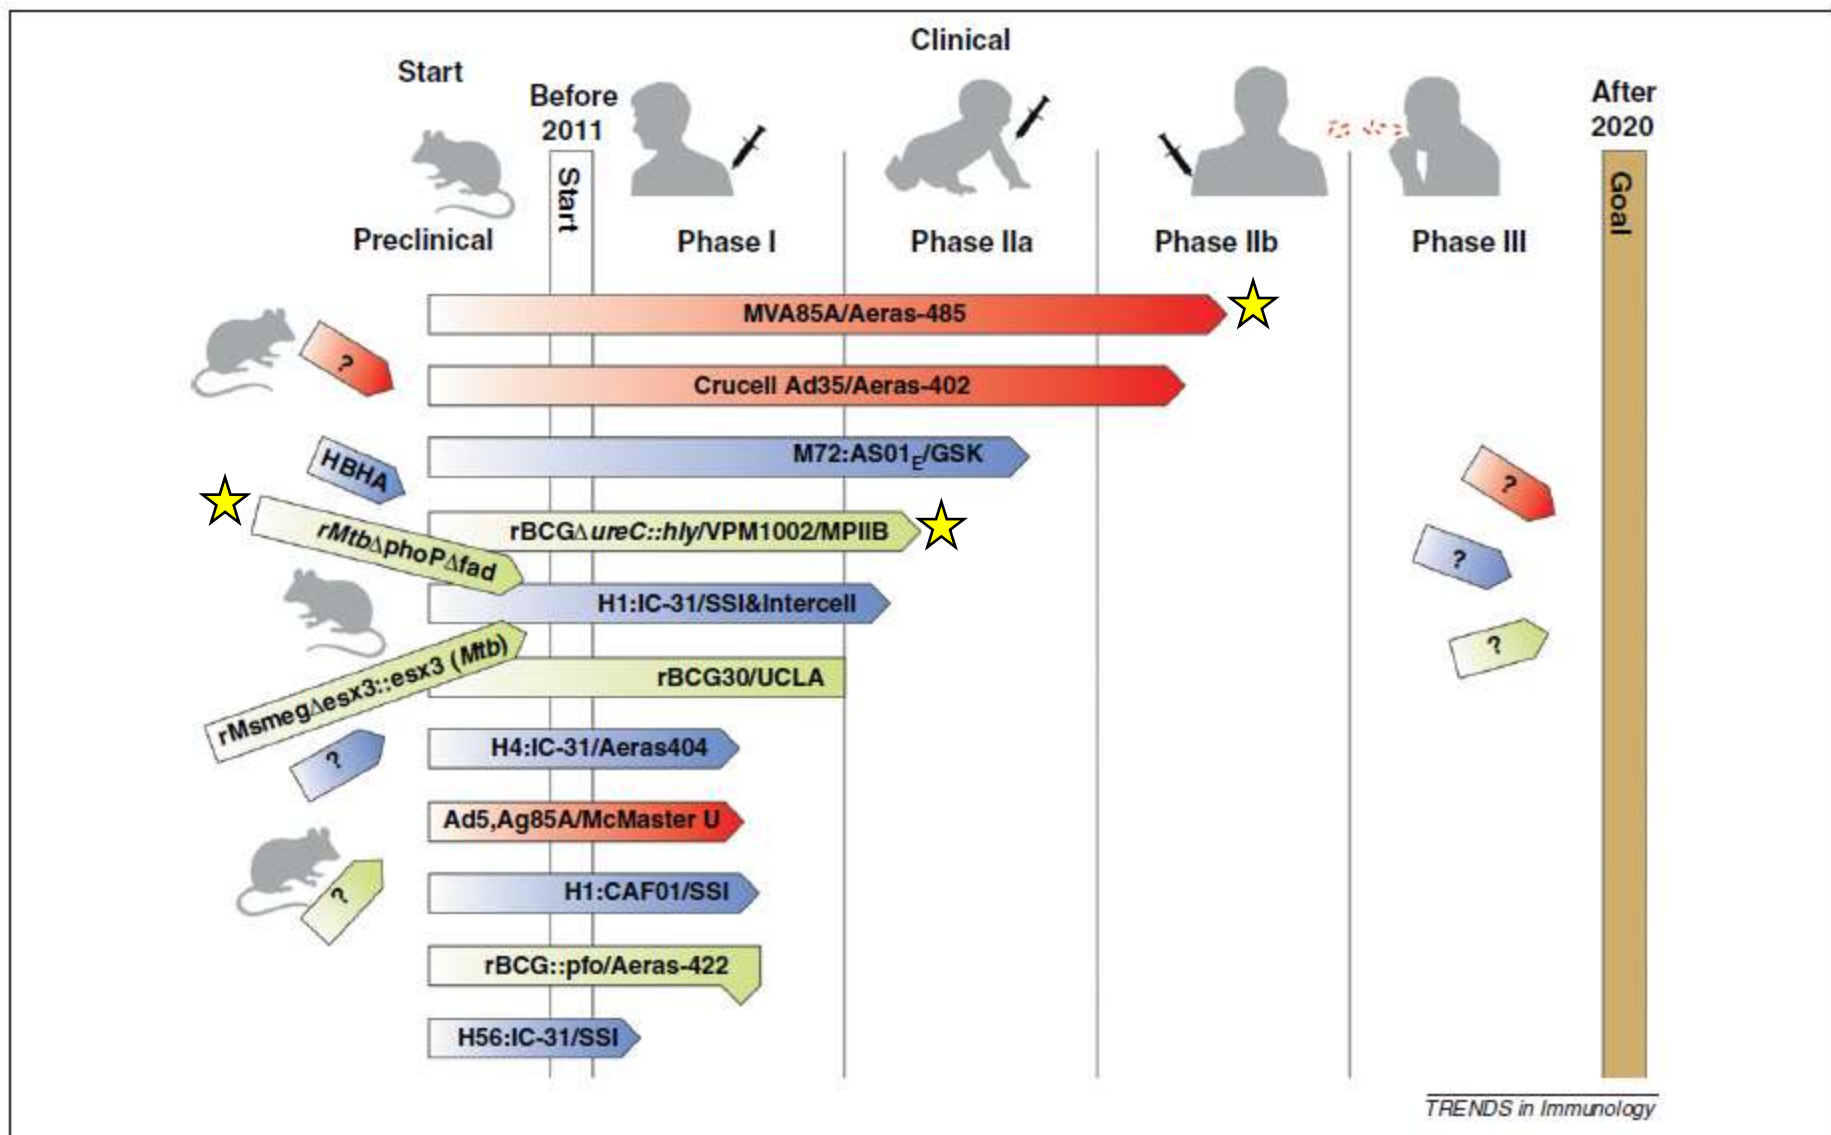 Clinical
Start
Before
2011
After
2020
Start
Goal
Preclinical
Phase I
Phase IIa
Phase IIb
Phase III
MVA85A/Aeras-485
?
Crucell Ad35/Aeras-402
M72:AS01E/GSK
HBHA
?
rMtbΔphoPΔfad
rBCGΔureC::hly/VPM1002/MPIIB
?
H1:IC-31/SSI&Intercell
rMsmegΔesx3::esx3 (Mtb)
rBCG30/UCLA
?
?
H4:IC-31/Aeras404
Ad5,Ag85A/McMaster U
?
H1:CAF01/SSI
rBCG::pfo/Aeras-422
H56:IC-31/SSI
TRENDS in Immunology